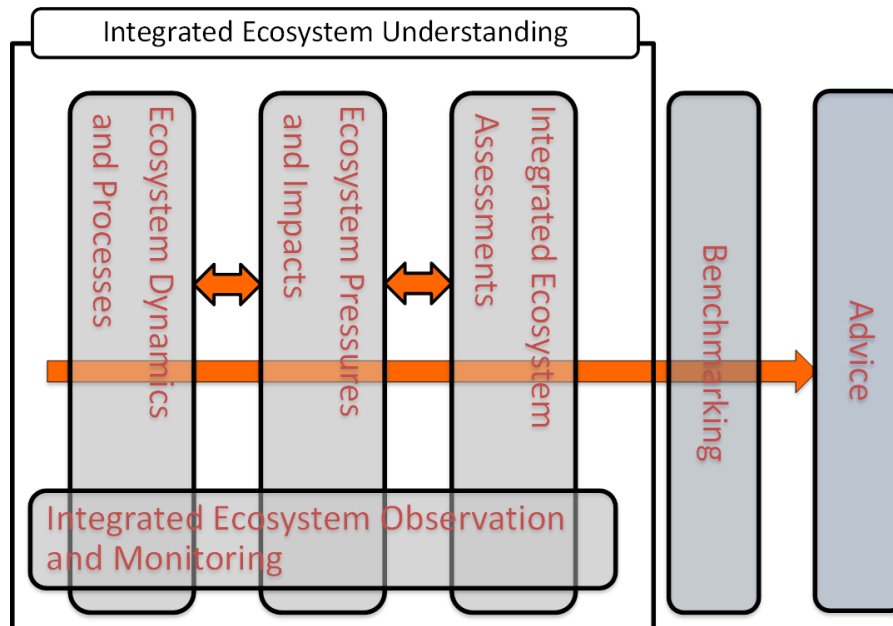 Integrated Ecosystem Understanding
Ecosystem Dynamics
and Processes
Ecosystem Pressures
and Impacts
Integrated Ecosystem
Assessments
Benchmarking
Advice
Integrated Ecosystem Observation
and Monitoring